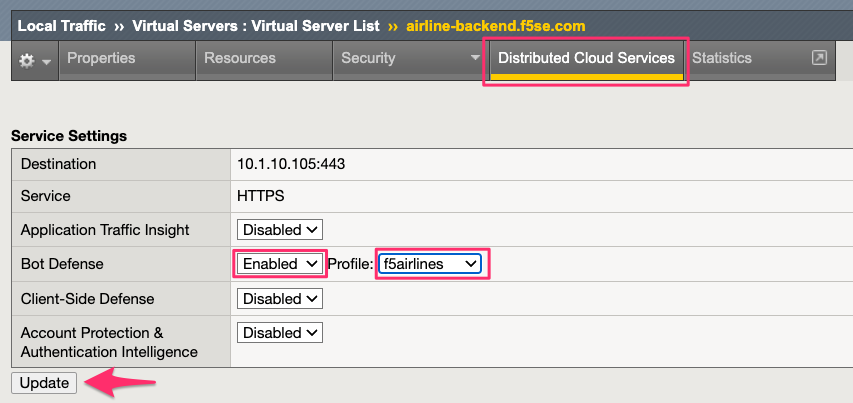 Local Traffic ›› Virtual Servers : Virtual Server List ›› airline-backend.f5se.com
Properties Resources Security Distributed Cloud Services Statistics
Service Settings
Destination 10.1.10.105:443
Service HTTPS
Application Traffic Insight Disabled
Bot Defense Enabled Profile: f5airlines
Client-Side Defense Disabled
Account Protection & Disabled
Authentication Intelligence
Update